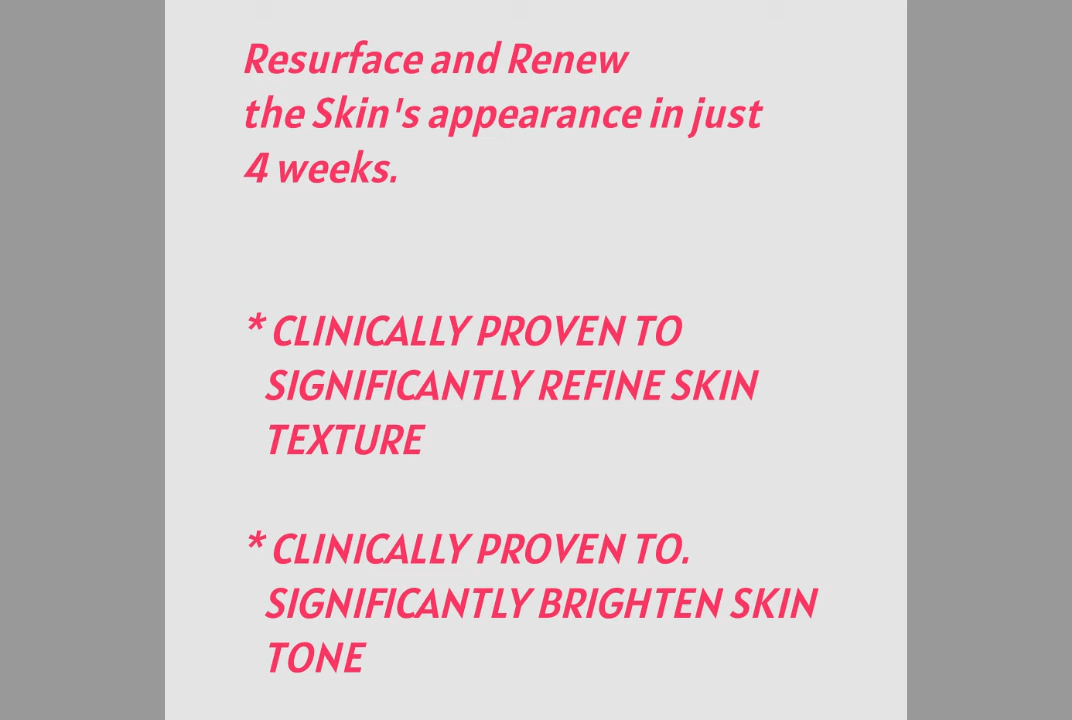 Resurface and Renew
the Skin's appearance in just
4 weeks.
* CLINICALLY PROVEN TO
SIGNIFICANTLY REFINE SKIN
TEXTURE
* CLINICALLY PROVEN TO.
SIGNIFICANTLY BRIGHTEN SKIN
TONE